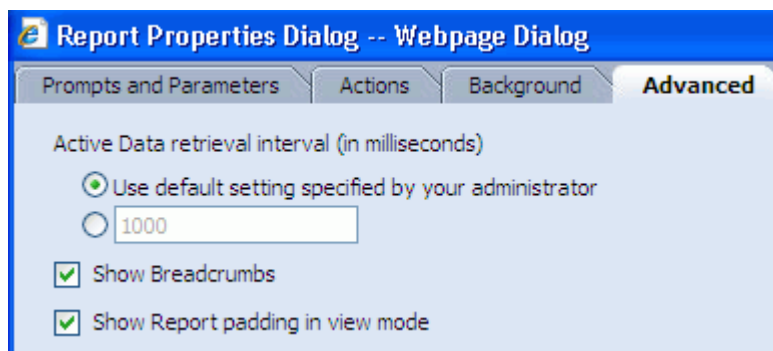 Report Properties Dialog -- Webpage Dialog
Prompts and Parameters Actions Background Advanced
Active Data retrieval interval (in milliseconds)
Use default setting specified by your administrator
1000
Show Breadcrumbs
Show Report padding in view mode